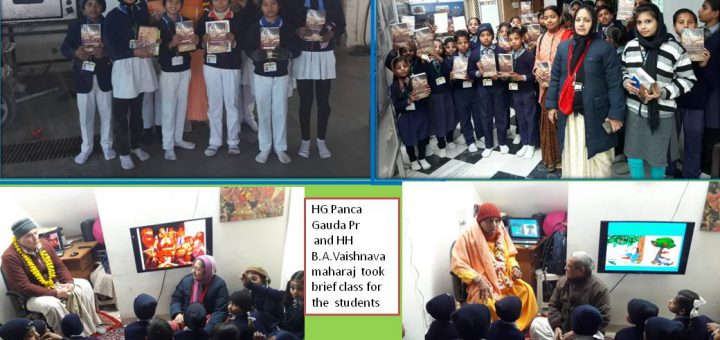 HG Panca
Gauda Pr
and HH
B.A.Vaishnava
maharaj took
brief class for
the students